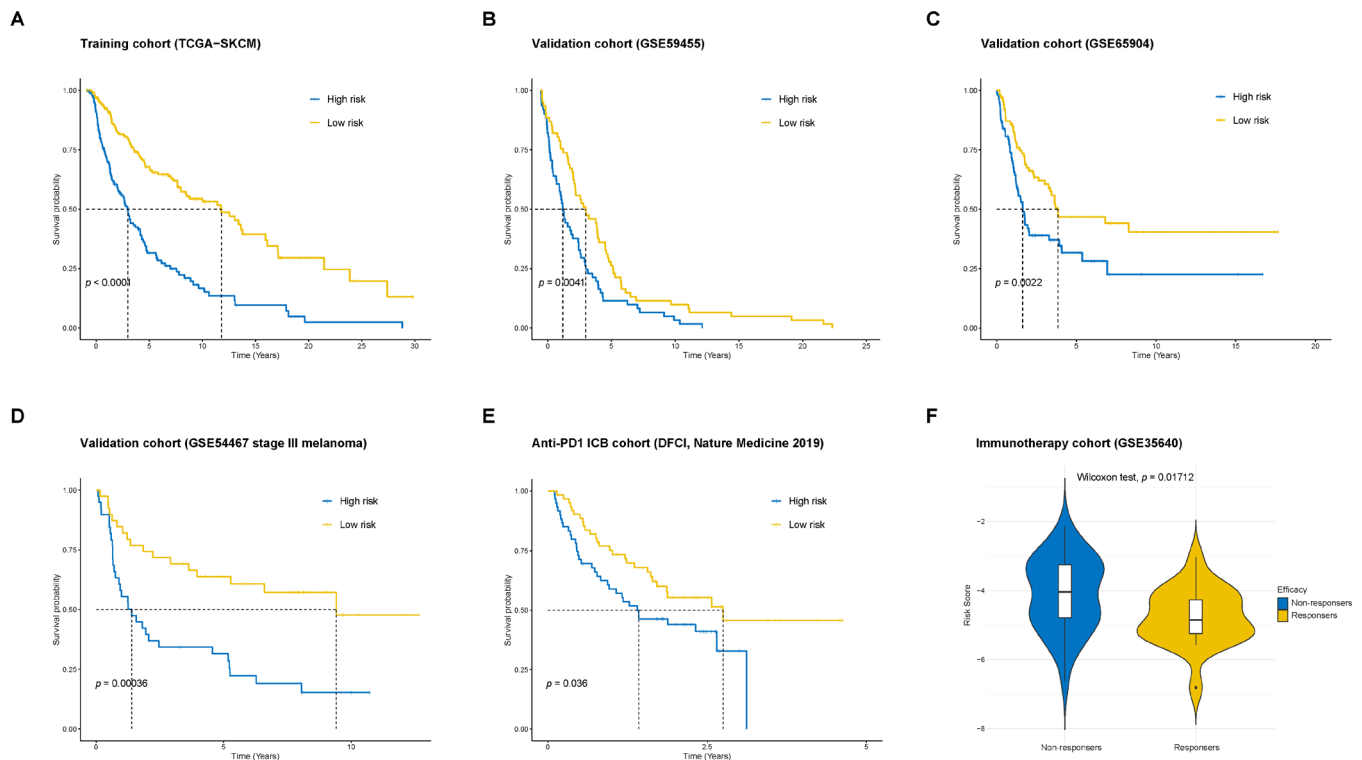 A
Training cohort (TCGA−SKCM)
1.00
0.75
0.50
0.25
0.00
Survival probability
High risk
Low risk
p < 0.0001
0
5
10
15
20
25
30
Time (Years)
B
Validation cohort (GSE59455)
1.00
0.75
0.50
0.25
0.00
Survival probability
High risk
Low risk
p = 0.0041
0
5
10
15
20
25
Time (Years)
C
Validation cohort (GSE65904)
1.00
0.75
0.50
0.25
0.00
Survival probability
High risk
Low risk
p = 0.0022
0
5
10
15
20
Time (Years)
D
Validation cohort (GSE54467 stage III melanoma)
1.00
0.75
0.50
0.25
0.00
Survival probability
High risk
Low risk
p = 0.00036
0
5
10
Time (Years)
E
Anti-PD1 ICB cohort (DFCI, Nature Medicine 2019)
1.00
0.75
0.50
0.25
0.00
Survival probability
High risk
Low risk
p = 0.036
0
2.5
5
Time (Years)
F
Immunotherapy cohort (GSE35640)
Wilcoxon test, p = 0.01712
−2
−4
−6
−8
Risk Score
Efficacy
Non-responsers
Responsers
Non-responsers
Responsers